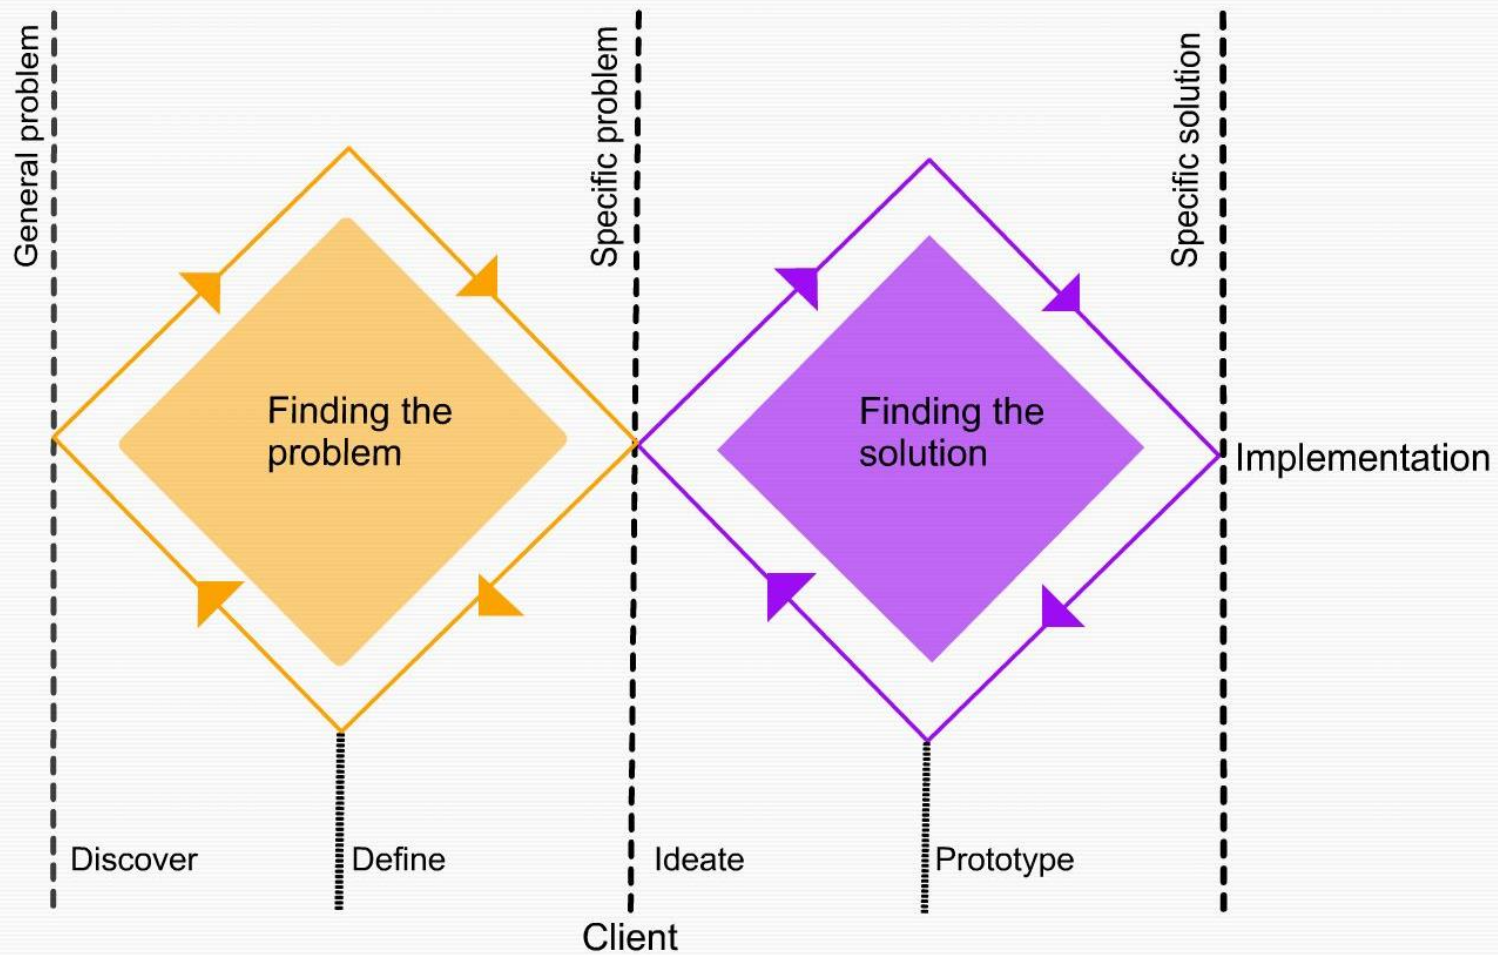 General problem
Specific problem
Specific solution
Finding the
problem
Finding the
solution
Implementation
Discover
Define
Ideate
Prototype
Client